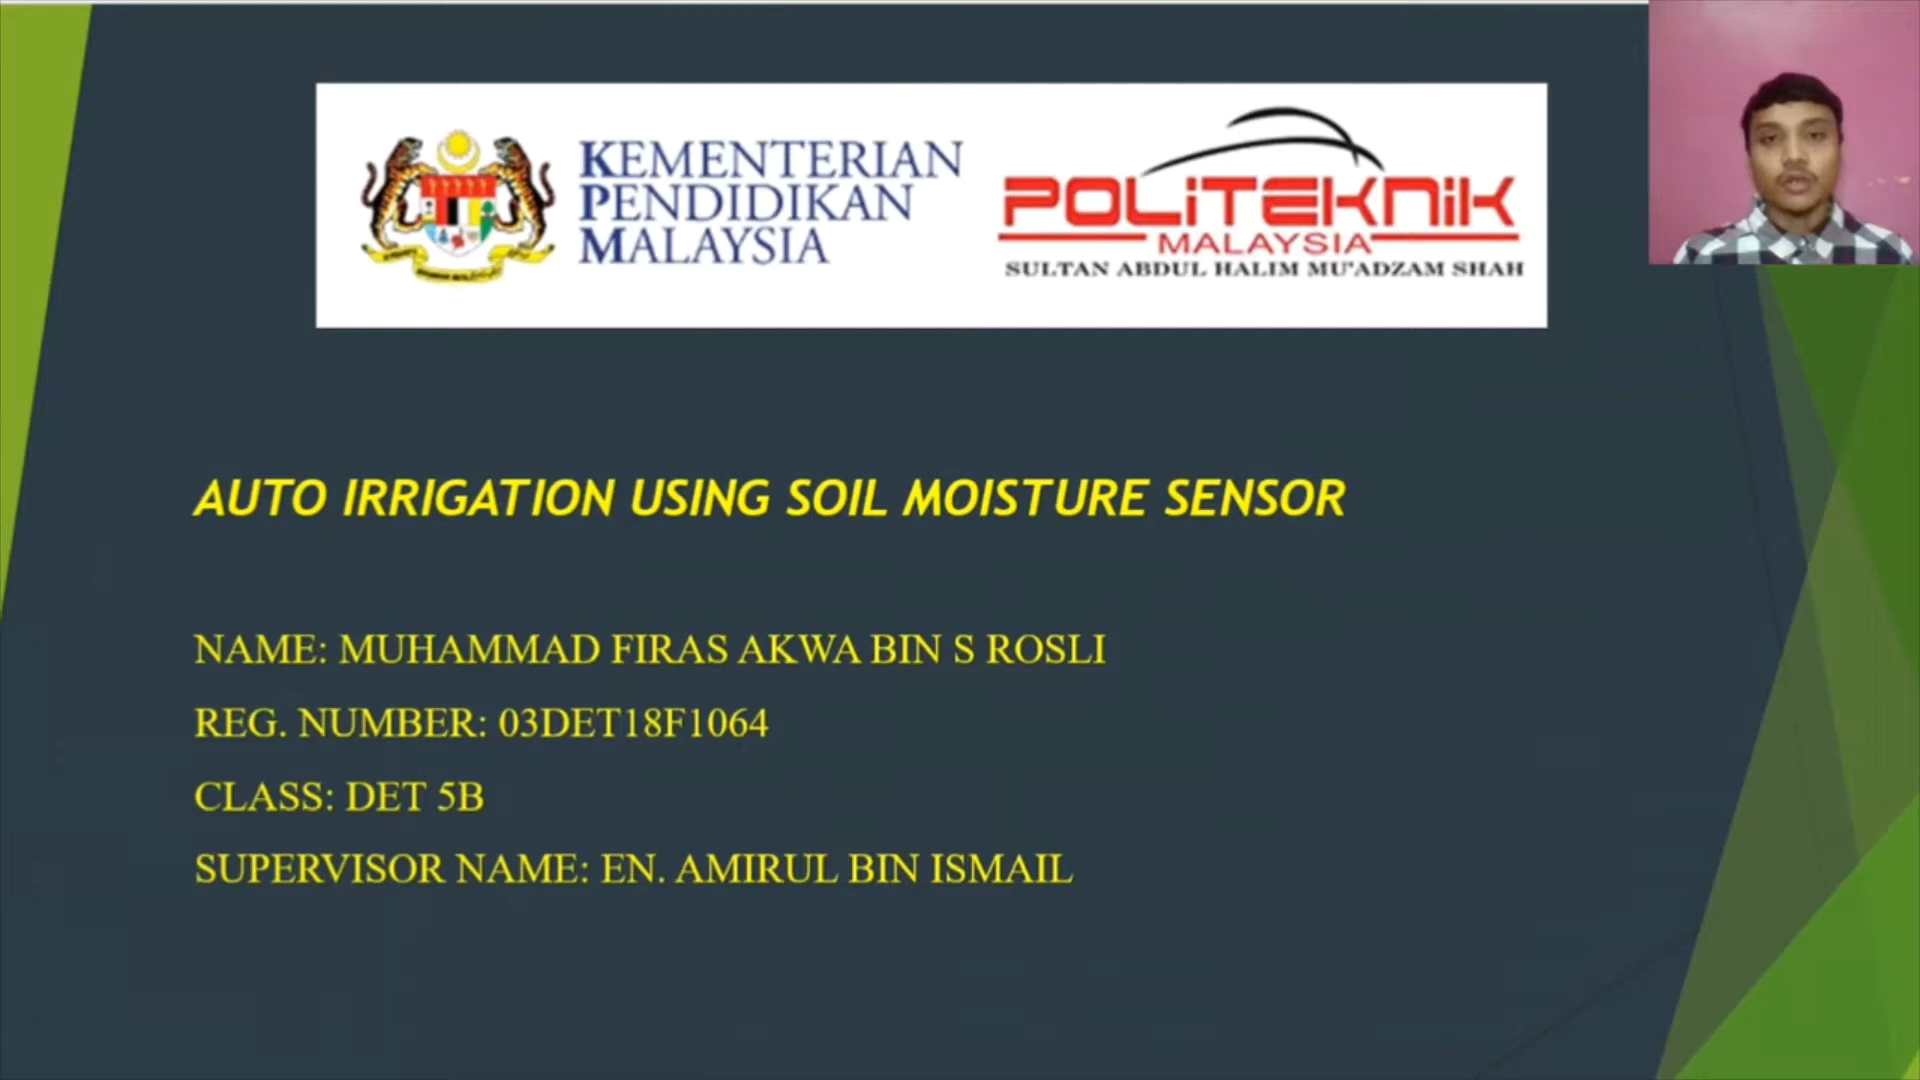 KEMENTERIAN
PENDIDIKAN
MALAYSIA
POLITEKNIK
MALAYSIA
SULTAN ABDUL HALIM MU'ADZAM SHAH
AUTO IRRIGATION USING SOIL MOISTURE SENSOR
NAME: MUHAMMAD FIRAS AKWA BIN S ROSLI
REG. NUMBER: 03DET18F1064
CLASS: DET 5B
SUPERVISOR NAME: EN. AMIRUL BIN ISMAIL